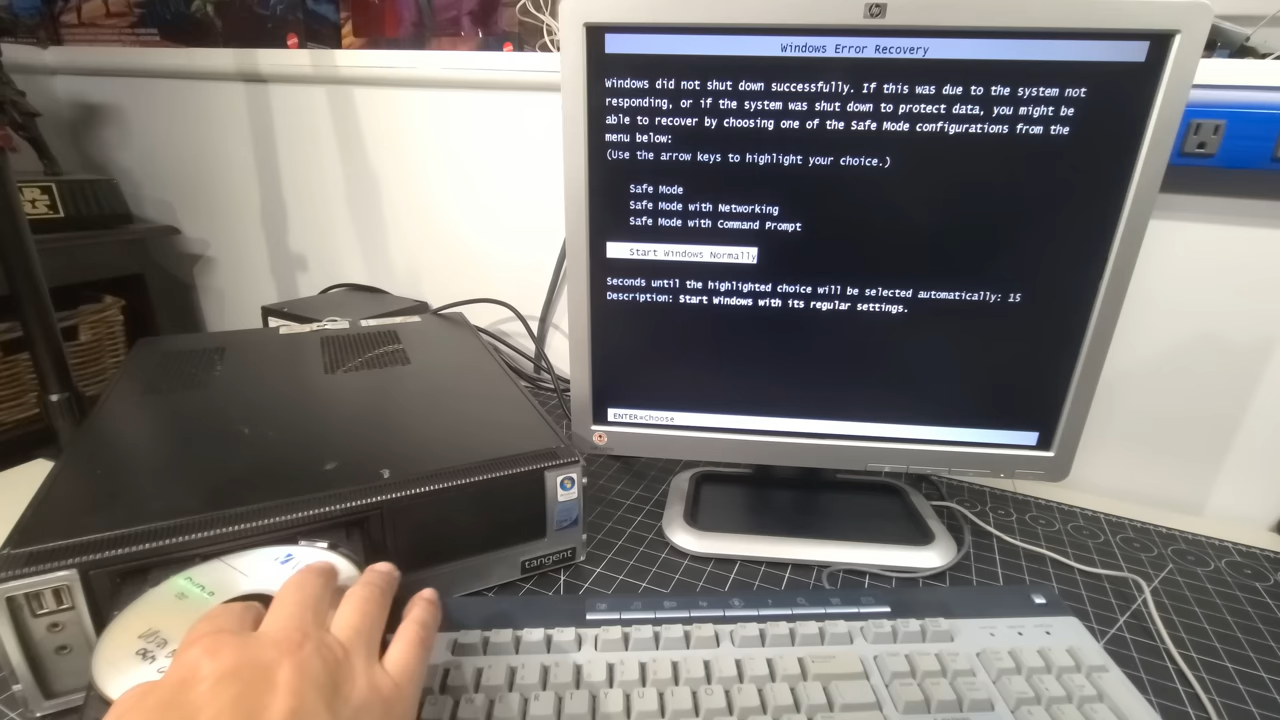 hp
Windows Error Recovery
Windows did not shut down successfully. If this was due to the system not
responding, or if the system was shut down to protect data, you might be
able to recover by choosing one of the Safe Mode configurations from the
menu below:
(Use the arrow keys to highlight your choice.)
Safe Mode
Safe Mode with Networking
Safe Mode with Command Prompt
Start Windows Normally
Seconds until the highlighted choice will be selected automatically: 15
Description: Start Windows with its regular settings.
ENTER=Choose
tangent
W E R T Y U I O P